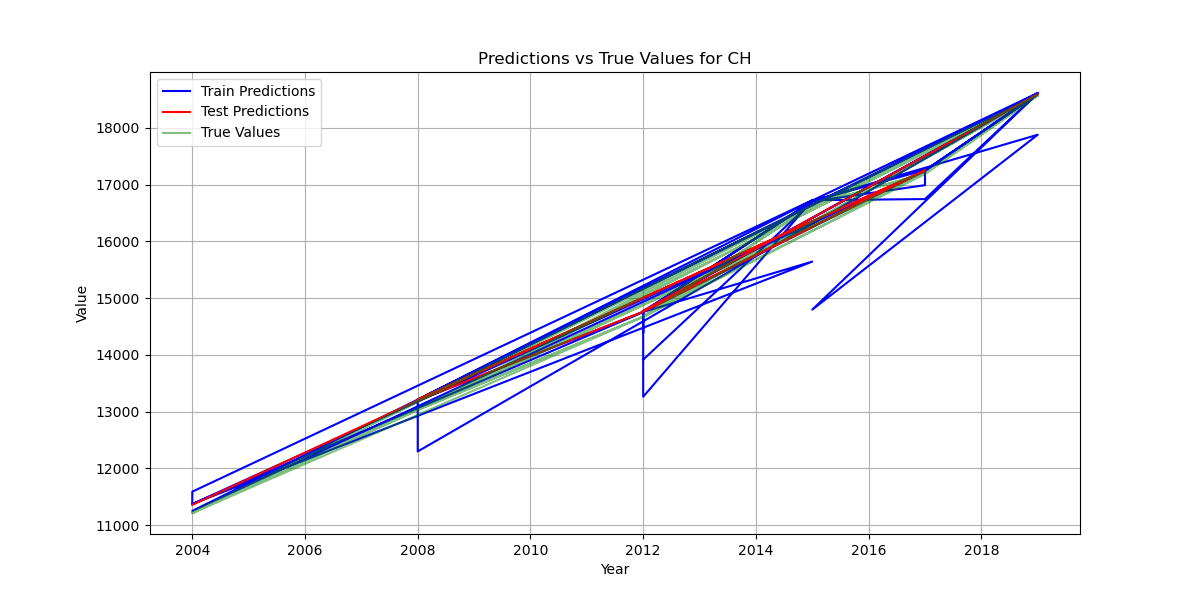 Predictions vs True Values for CH
Train Predictions
Test Predictions
True Values
18000
17000
16000
15000
14000
13000
12000
11000
Value
2004 2006 2008 2010 2012 2014 2016 2018
Year